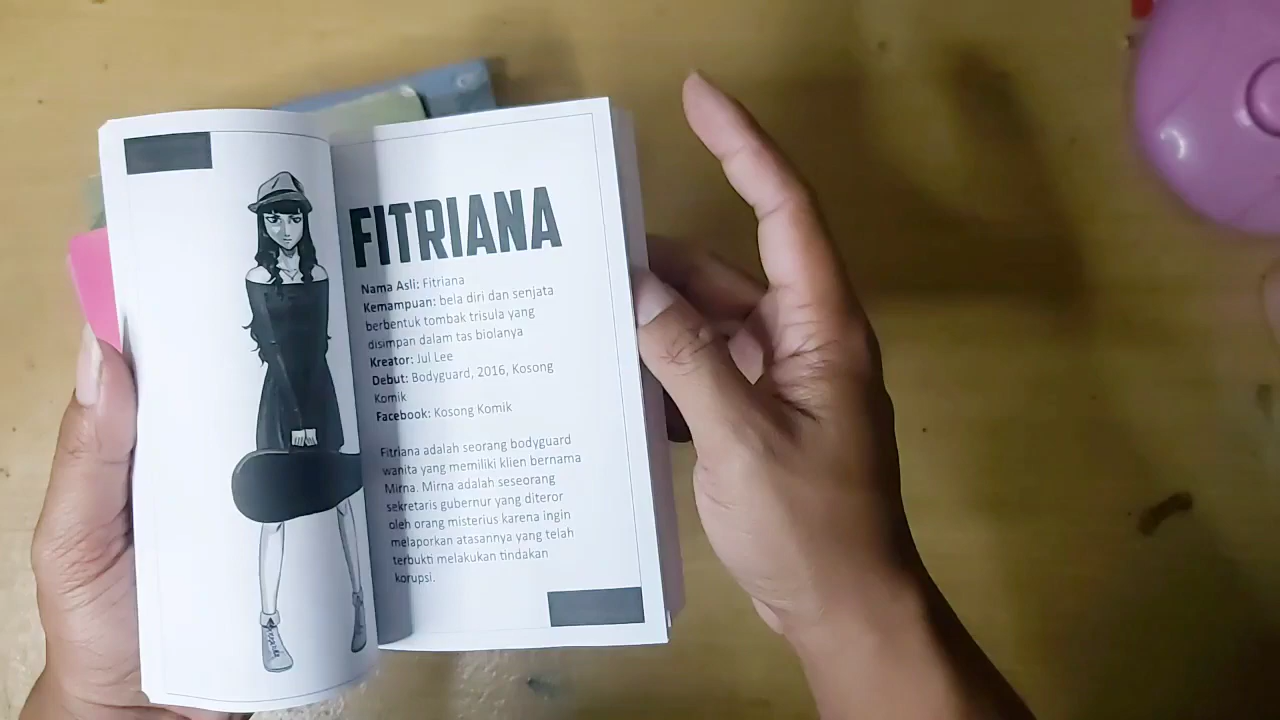 FITRIANA
Nama Asli: Fitriana
Kemampuan: bela diri dan senjata
berbentuk tombak trisula yang
disimpan dalam tas biolanya
Kreator: Jul Lee
Debut: Bodyguard, 2016, Kosong
Komik
Facebook: Kosong Komik
Fitriana adalah seorang bodyguard
wanita yang memiliki klien bernama
Mirna. Mirna adalah seseorang
sekretaris gubernur yang diteror
oleh orang misterius karena ingin
melaporkan atasannya yang telah
terbukti melakukan tindakan
korupsi.